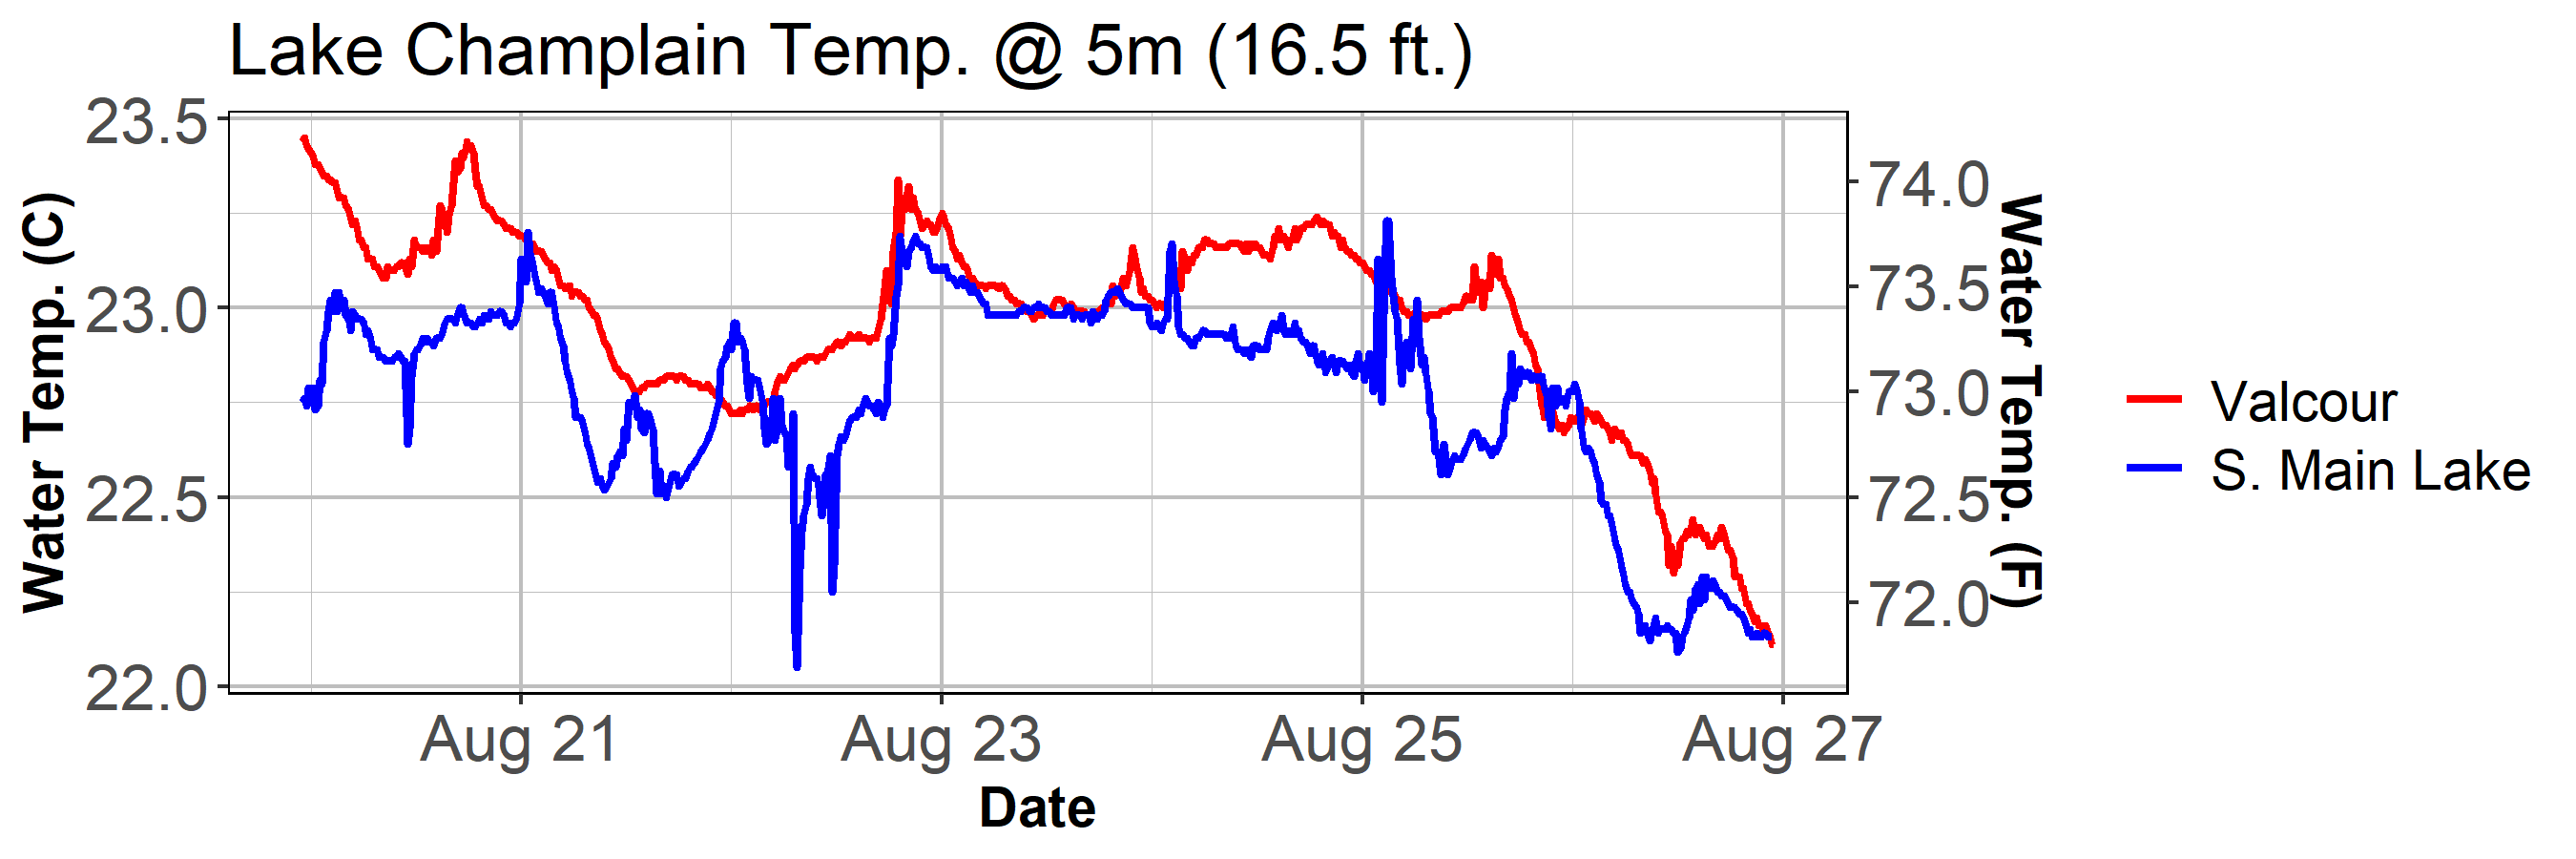 Lake Champlain Temp. @ 5m (16.5 ft.)
Water Temp. (C)
23.5
23.0
22.5
22.0
74.0
73.5
73.0
72.5
72.0
Water Temp. (F)
Valcour
S. Main Lake
Aug 21
Aug 23
Aug 25
Aug 27
Date